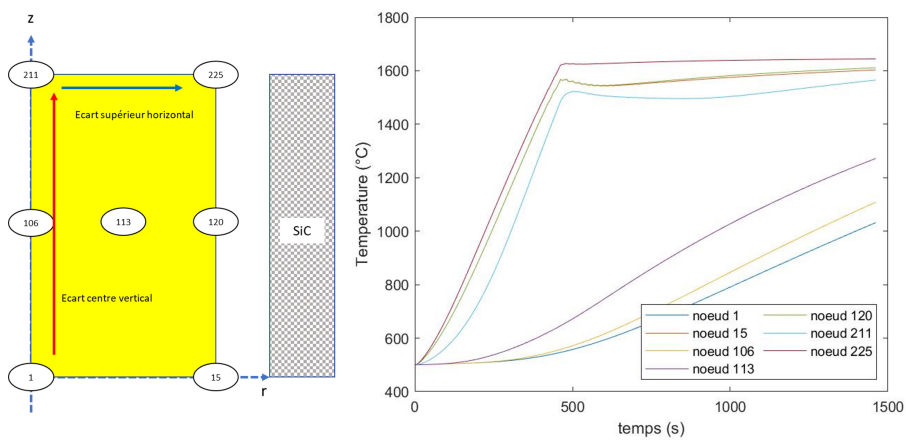 z
211
225
Ecart supérieur horizontal
106
113
120
SiC
Ecart centre vertical
1
15
r
1800
1600
1400
1200
1000
800
600
400
Temperature (°C)
noeud 1
noeud 15
noeud 106
noeud 113
noeud 120
noeud 211
noeud 225
0
500
1000
1500
temps (s)